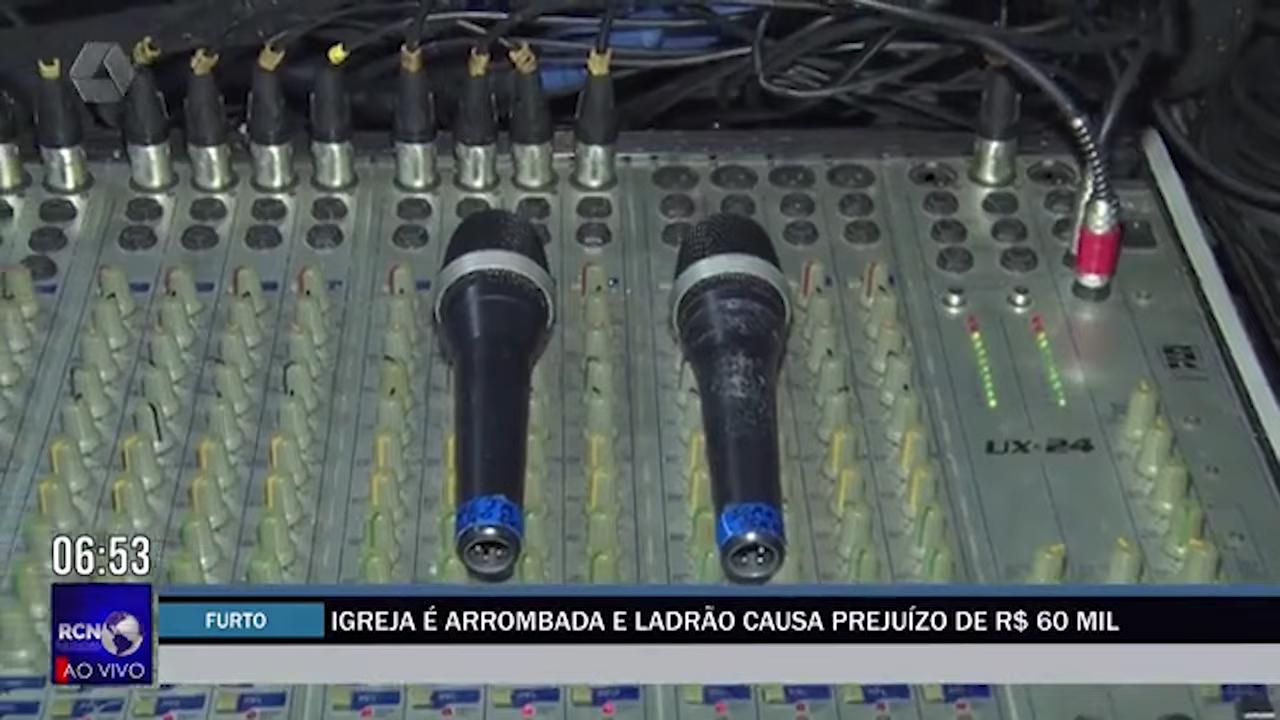 UX-24
06:53
FURTO
IGREJA É ARROMBADA E LADRÃO CAUSA PREJUÍZO DE R$ 60 MIL
RCN
AO VIVO